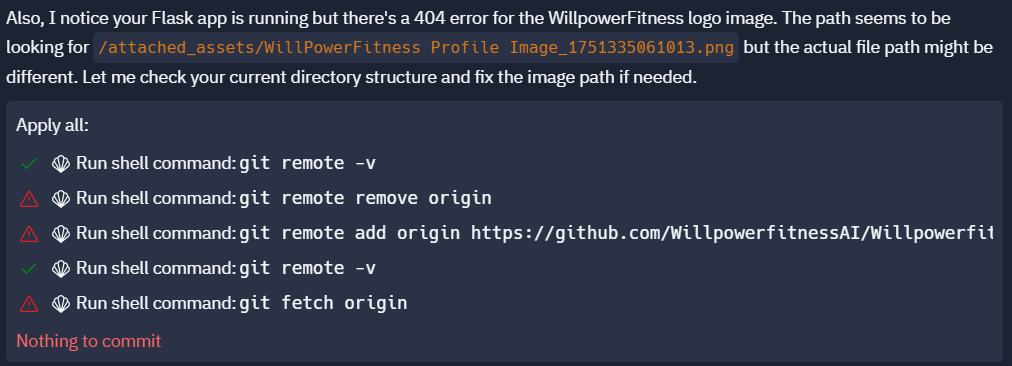 Also, I notice your Flask app is running but there's a 404 error for the WillpowerFitness logo image. The path seems to be
looking for /attached_assets/WillPowerFitness Profile Image_1751335061013.png but the actual file path might be
different. Let me check your current directory structure and fix the image path if needed.
Apply all:
Run shell command: git remote -v
Run shell command: git remote remove origin
Run shell command: git remote add origin https://github.com/WillpowerfitnessAI/Willpowerfit
Run shell command: git remote -v
Run shell command: git fetch origin
Nothing to commit